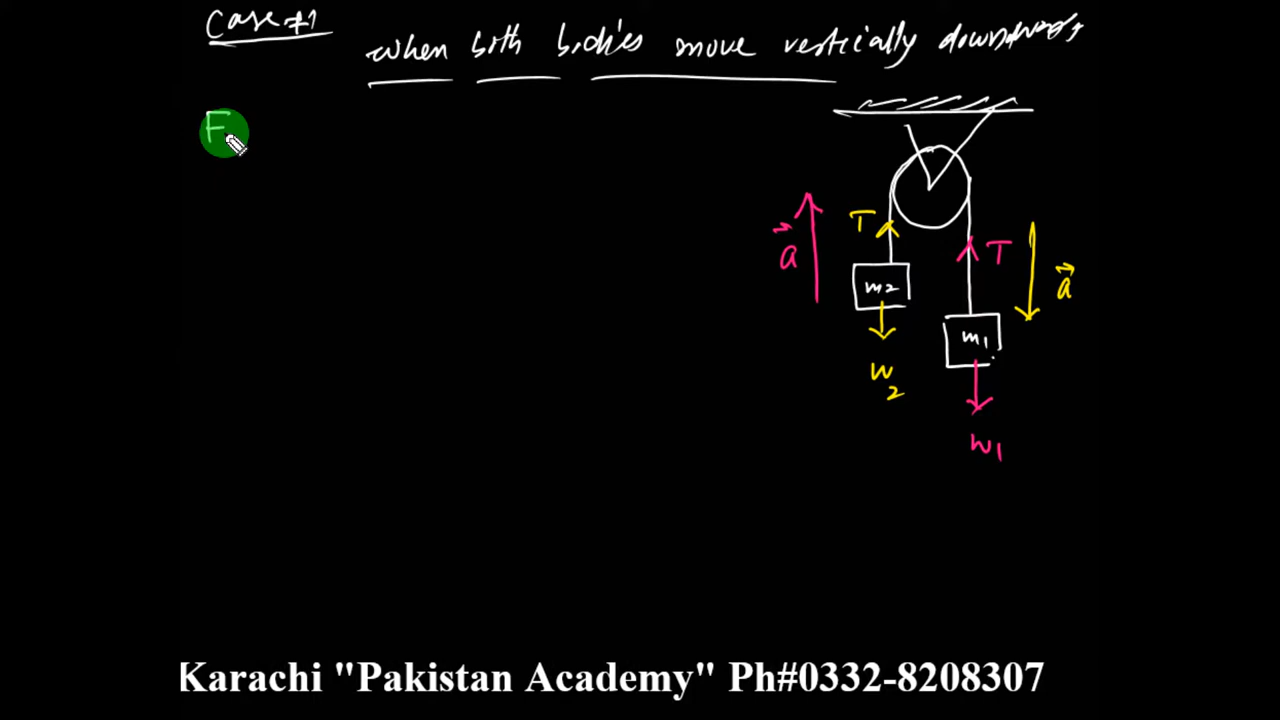 Case #1
when both bodies move vertically downwards
F
T
T
a
a
m2
m1
W2
W1
Karachi "Pakistan Academy" Ph#0332-8208307